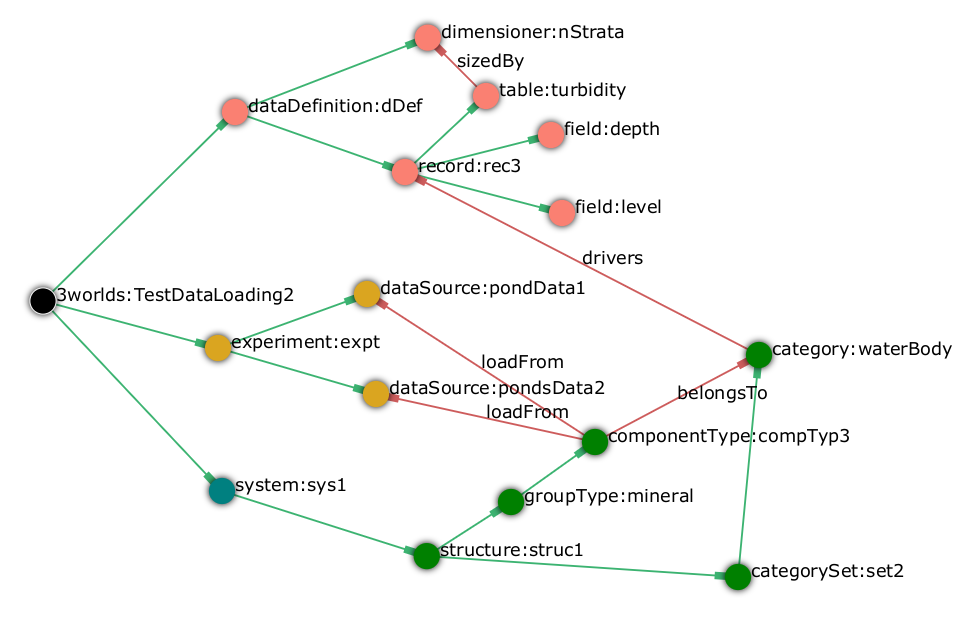 dimensioner:nStrata
sizedBy
table:turbidity
dataDefinition:dDef
field:depth
record:rec3
field:level
drivers
3worlds:TestDataLoading2
dataSource:pondData1
experiment:expt
category:waterBody
loadFrom
dataSource:pondsData2
belongsTo
loadFrom
componentType:compTyp3
system:sys1
groupType:mineral
structure:struc1
categorySet:set2